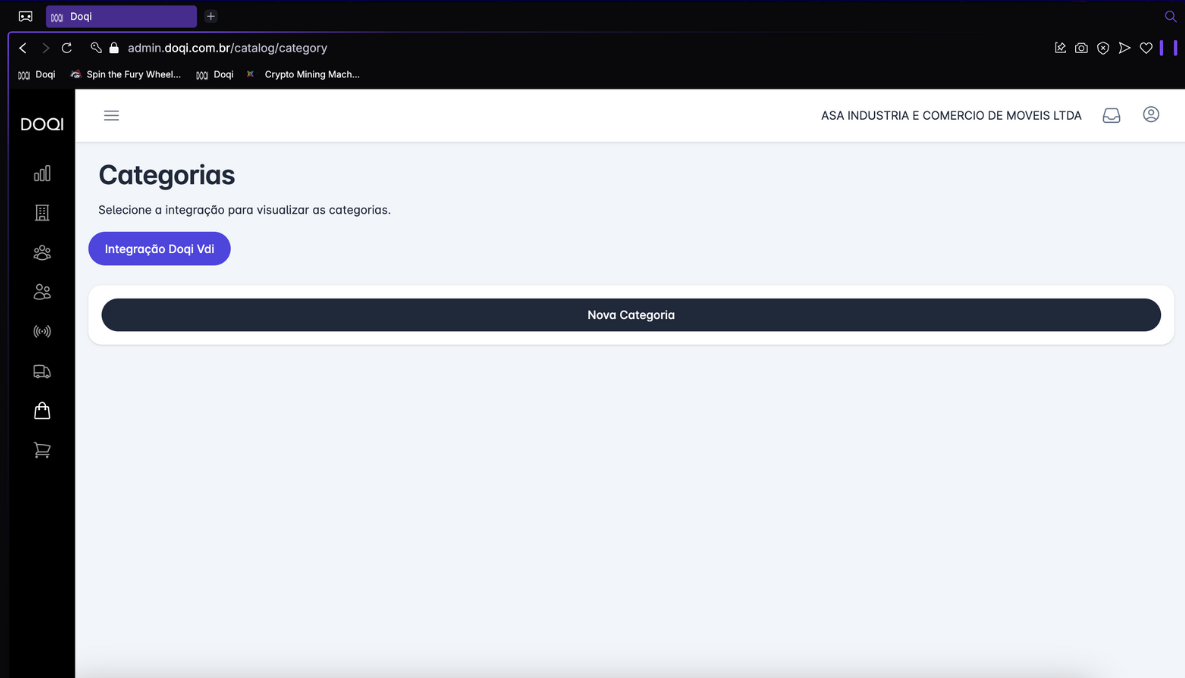 Doqi
admin.doqi.com.br/catalog/category
Doqi Spin the Fury Wheel... Doqi Crypto Mining Mach...
DOQI
ASA INDUSTRIA E COMERCIO DE MOVEIS LTDA
Categorias
Selecione a integração para visualizar as categorias.
Integração Doqi Vdi
Nova Categoria